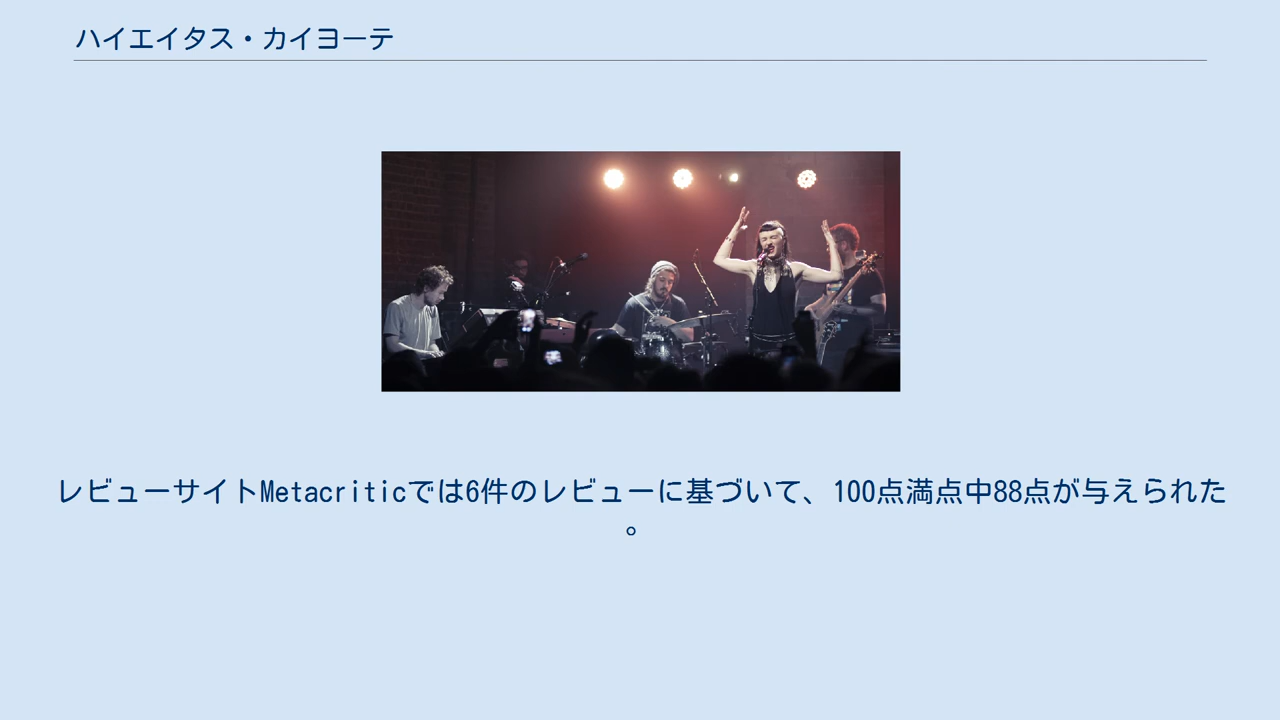 ハイエイタス・カイヨーテ
レビューサイトMetacriticでは6件のレビューに基づいて、100点満点中88点が与えられた
。